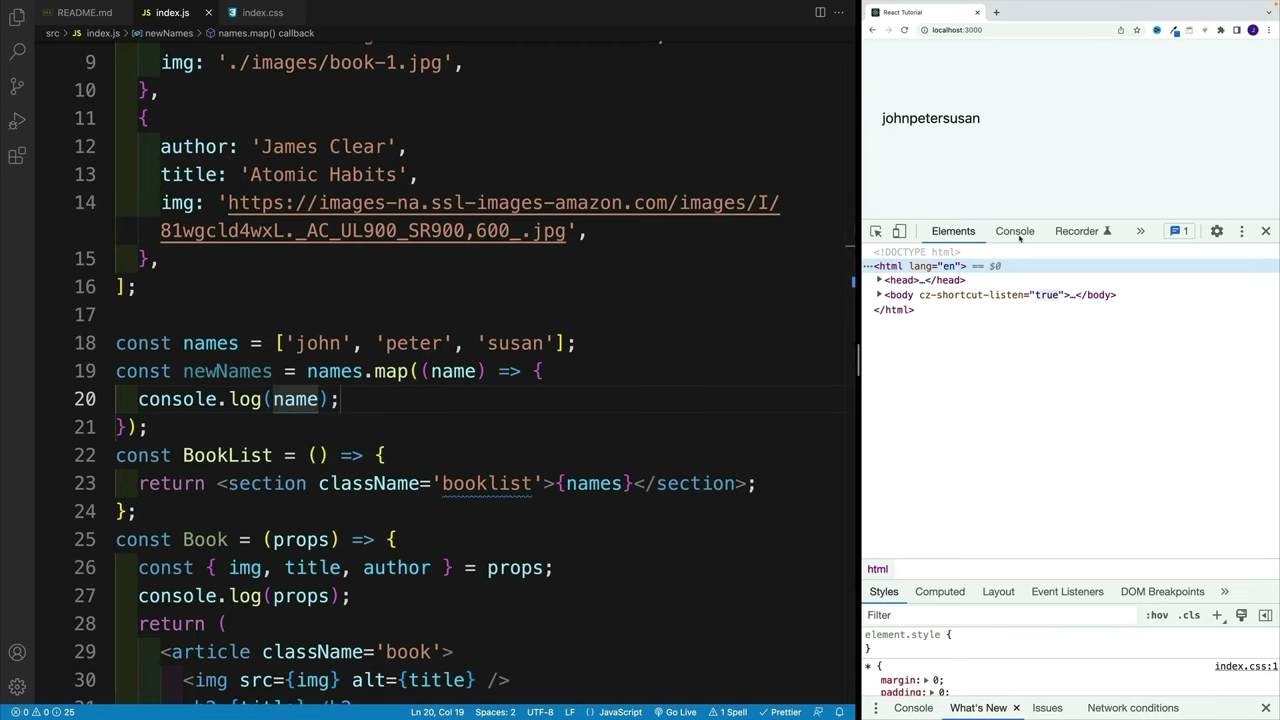 README.md
JS index.js
index.css
src > JS index.js > newNames > names.map() callback
9 img: './images/book-1.jpg',
10 },
11 {
12 author: 'James Clear',
13 title: 'Atomic Habits',
14 img: 'https://images-na.ssl-images-amazon.com/images/I/
81wgcld4wxL._AC_UL900_SR900,600_.jpg',
15 },
16 ];
17
18 const names = ['john', 'peter', 'susan'];
19 const newNames = names.map((name) => {
20 console.log(name);
21 });
22 const BookList = () => {
23 return <section className='booklist'>{names}</section>;
24 };
25 const Book = (props) => {
26 const { img, title, author } = props;
27 console.log(props);
28 return (
29 <article className='book'>
30 <img src={img} alt={title} />
0 0 25
Ln 20, Col 19 Spaces: 2 UTF-8 LF { } JavaScript Go Live 1 Spell Prettier
React Tutorial
localhost:3000
johnpetersusan
Elements Console Recorder 1
<!DOCTYPE html>
<html lang="en"> == $0
<head>…</head>
<body cz-shortcut-listen="true">…</body>
</html>
html
Styles Computed Layout Event Listeners DOM Breakpoints
Filter :hov .cls
element.style {
}
* { index.css:1
margin: 0;
padding: 0;
Console What's New Issues Network conditions